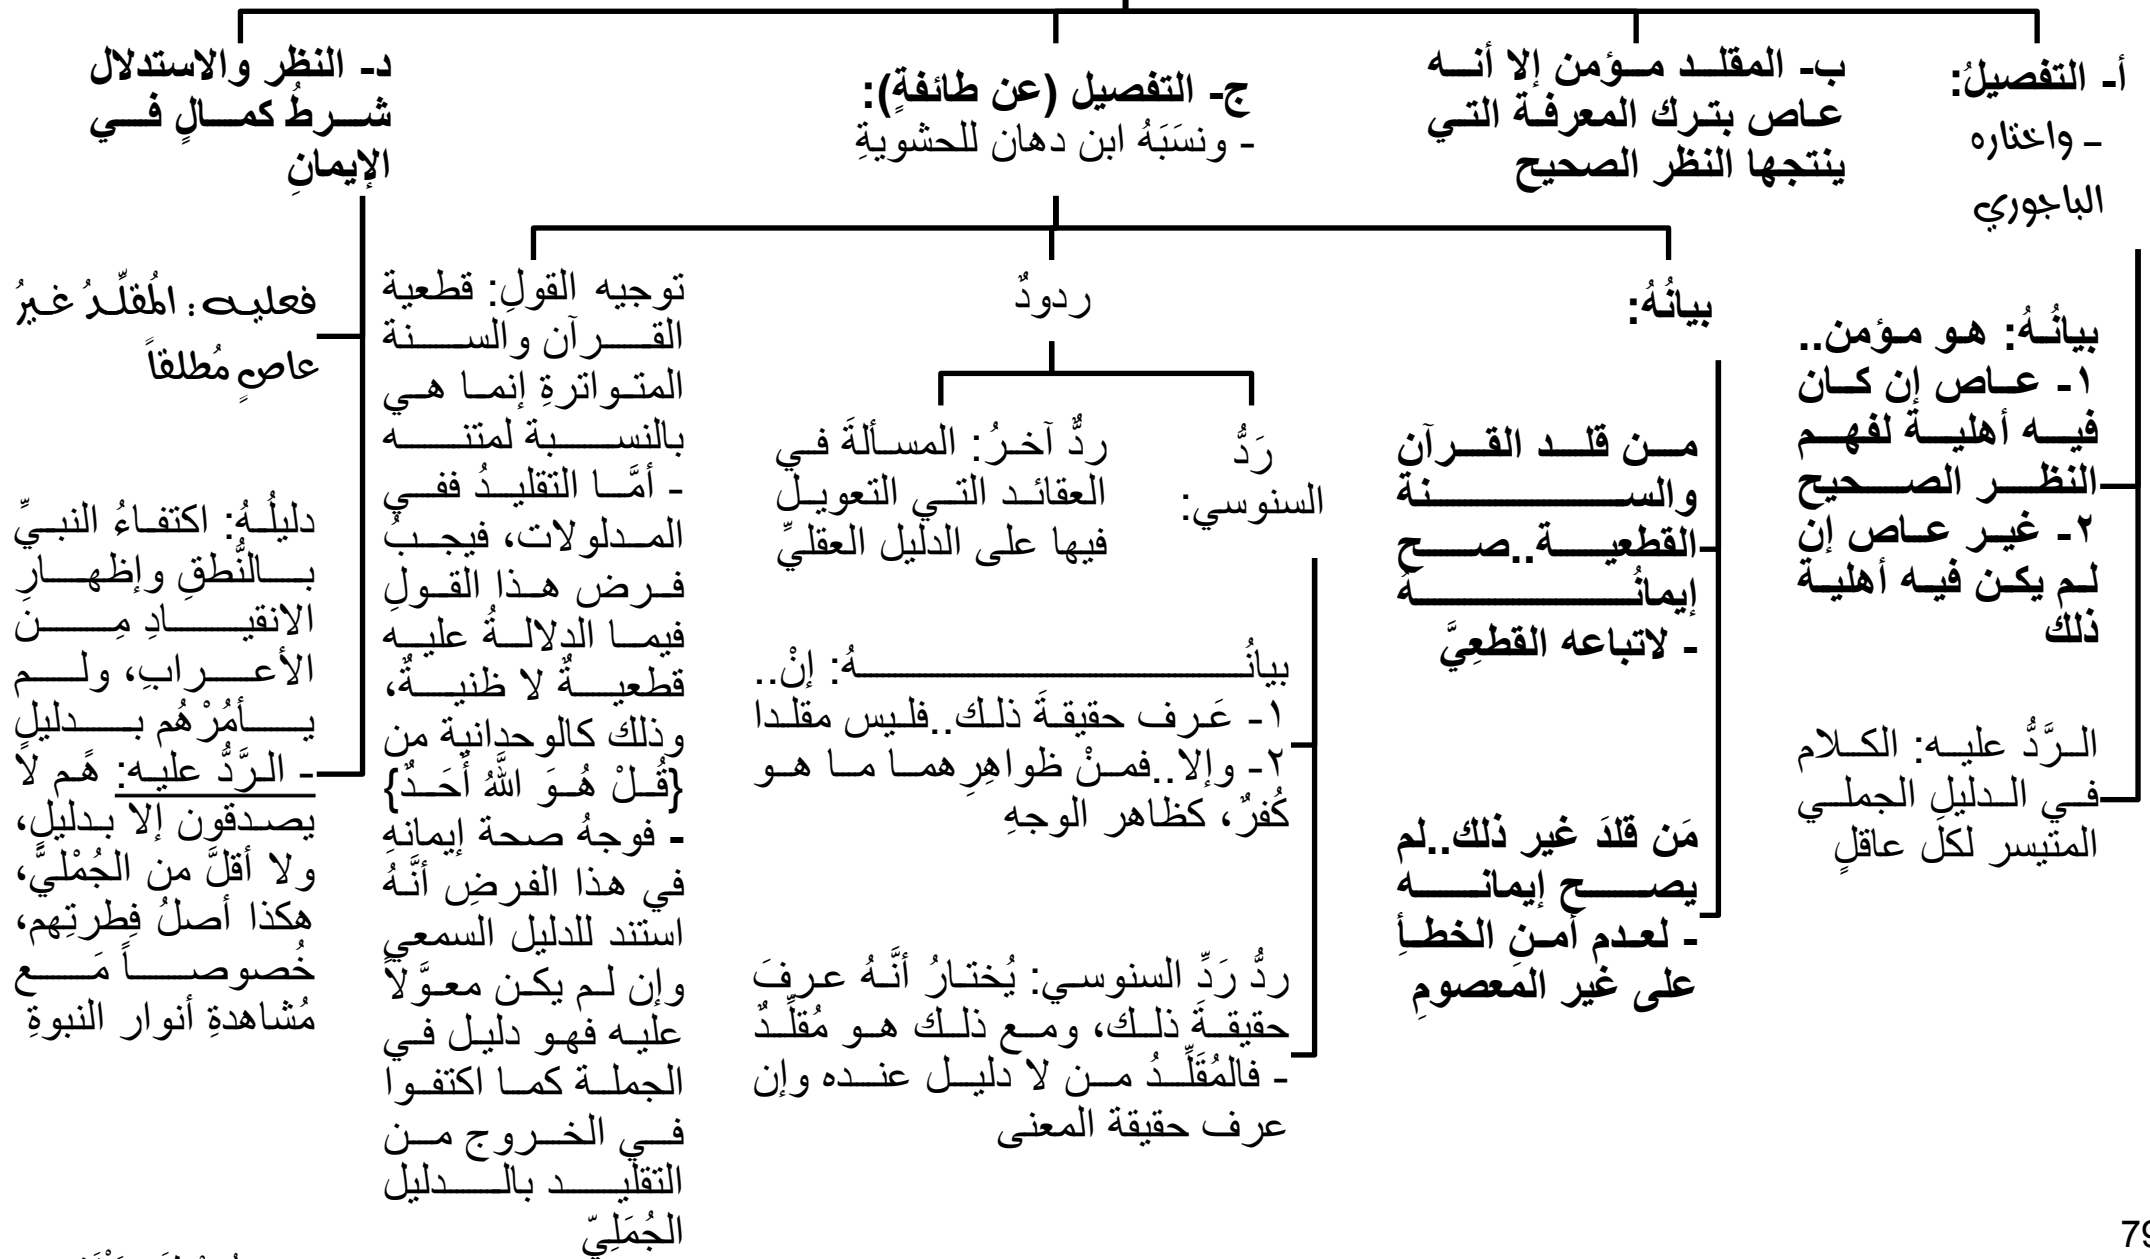 أ- التفصيلُ:
- واختاره
الباجوري
بيانُهُ: هو مؤمن..
١- عاص إن كان
فيه أهلية لفهم
النظر الصحيح
٢- غير عاص إن
لم يكن فيه أهلية
ذلك
الرَّدُّ عليه: الكلام
في الدليلِ الجملي
المتيسر لكل عاقلٍ
ب- المقلد مؤمن إلا أنه
عاص بترك المعرفة التي
ينتجها النظر الصحيح
ج- التفصيل (عن طائفةٍ):
- ونسَبَهُ ابن دهان للحشويةِ
بيانُهُ:
من قلد القرآن
والسنة
القطعية..صح
إيمانُهُ
- لاتباعه القطعِيَّ
مَن قلدَ غير ذلك..لم
يصح إيمانه
- لعدم أمنِ الخطأِ
على غير المَعصومِ
ردودٌ
رَدُّ
السنوسي:
بيانُهُ: إنْ..
١- عَرف حقيقةَ ذلك..فليس مقلدا
٢- وإلا..فمنْ ظواهِرِهما ما هو
كُفرٌ، كظاهر الوجهِ
ردُّ رَدِّ السنوسي: يُختارُ أنَّهُ عرفَ
حقيقةَ ذلك، ومع ذلك هو مُقلِّدٌ
- فالمُقَلِّدُ من لا دليل عنده وإن
عرف حقيقة المعنى
ردٌّ آخرُ: المسألةَ في
العقائد التي التعويل
فيها على الدليل العقليِّ
توجيه القولِ: قطعية
القرآن والسنة
المتواترةِ إنما هي
بالنسبة لمتنه
- أمَّا التقليدُ ففي
المدلولات، فيجبُ
فرض هذا القولِ
فيما الدلالةُ عليه
قطعيةٌ لا ظنيةٌ،
وذلك كالوحدانية من
{قُلْ هُوَ اللَّهُ أَحَدٌ}
- فوجهُ صحة إيمانهِ
في هذا الفرضِ أنَّهُ
استند للدليل السمعي
وإن لم يكن معوَّلاً
عليه فهو دليل في
الجملة كما اكتفوا
في الخروج من
التقليد بالدليل
الجُمَلِيّ
د- النظر والاستدلال
شرطُ كمالٍ في
الإيمانِ
فعليه: المُقلِّدُ غيرُ
عاصٍ مُطلقاً
دليلُهُ: اكتفاءُ النبيِّ
بالنُّطقِ وإظهارِ
الانقيادِ مِن
الأعرابِ، ولم
يأمُرْهُم بدليلٍ
- الرَّدُّ عليه: هُم لا
يصدقون إلا بدليلٍ،
ولا أقلَّ من الجُمْليِّ،
هكذا أصلُ فِطرتِهم،
خُصوصاً مَع
مُشاهدةِ أنوار النبوةِ